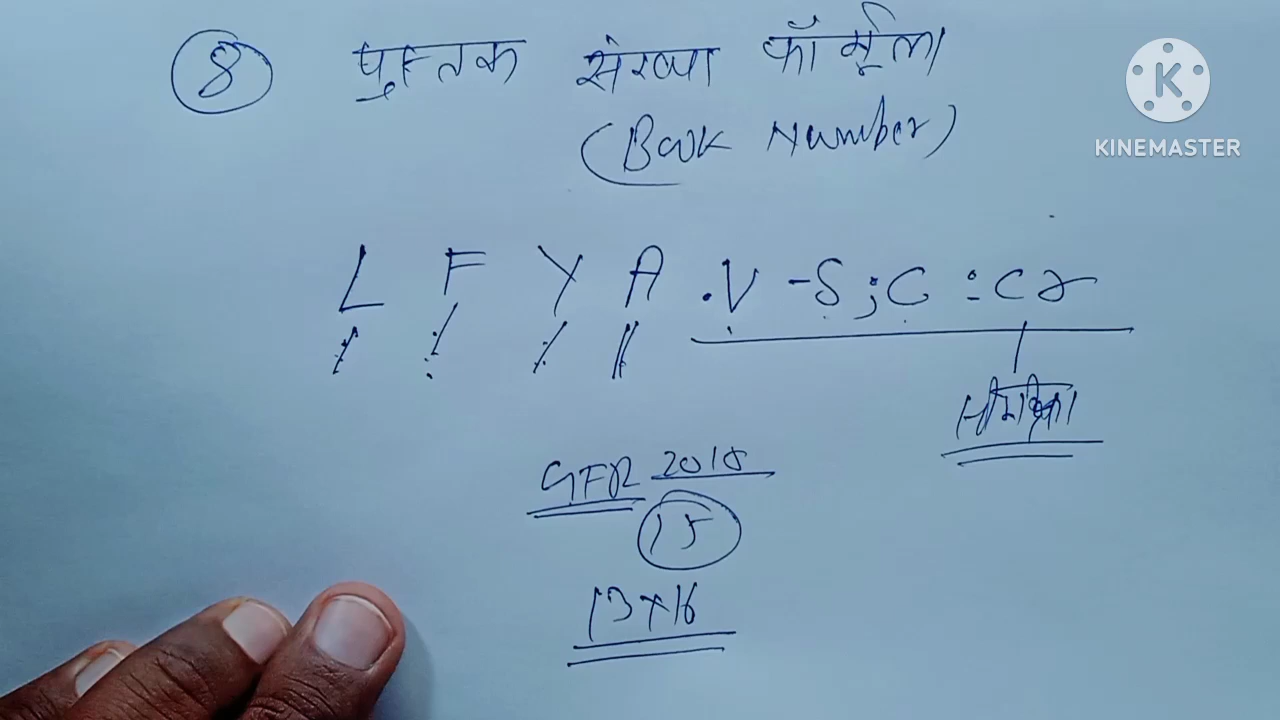 8 पुस्तक संख्या फॉर्मूला
(Book Number)
K
KINEMASTER
L F Y A .V -S ;C :Cr
GFR 2018
15
13x16